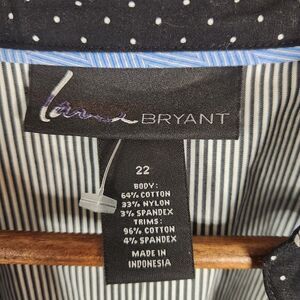 Lane BRYANT
22
BODY:
64% COTTON
33% NYLON
3% SPANDEX
TRIMS:
96% COTTON
4% SPANDEX
MADE IN
INDONESIA